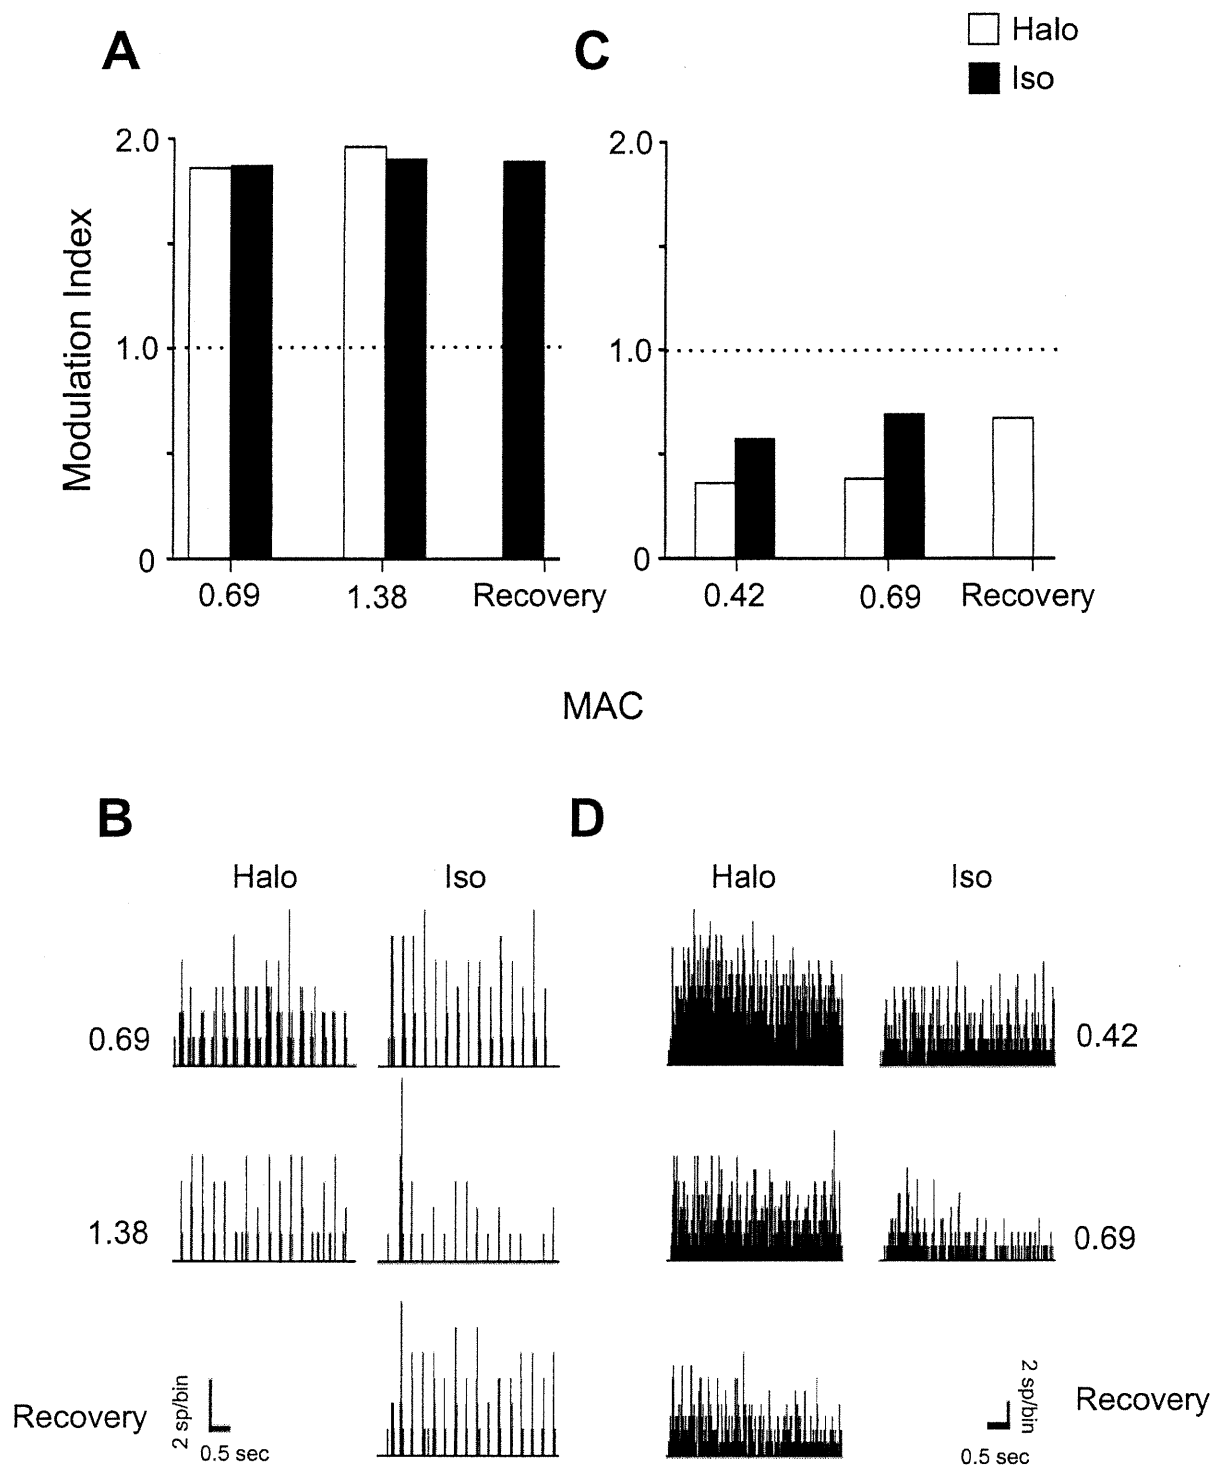 A
C
Halo
Iso
2.0
1.0
0
Modulation Index
0.69
1.38
Recovery
2.0
1.0
0
0.42
0.69
Recovery
MAC
B
D
Halo
Iso
Halo
Iso
0.69
0.42
1.38
0.69
Recovery
2 sp/bin
0.5 sec
2 sp/bin
0.5 sec
Recovery